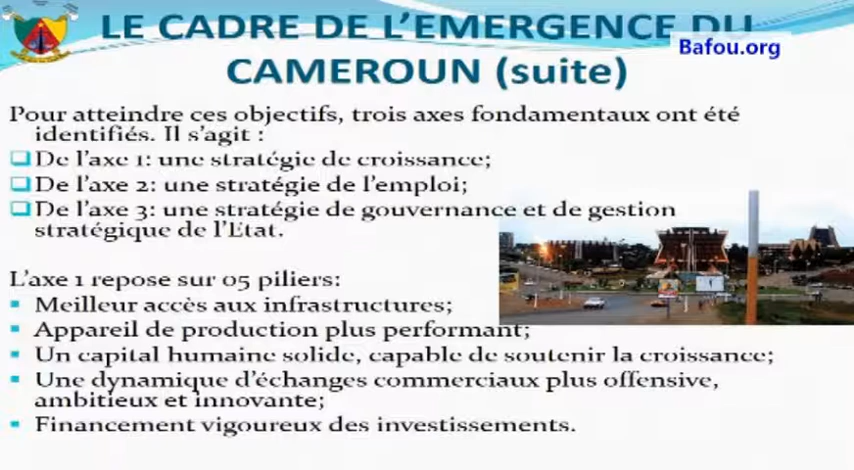 LE CADRE DE L’EMERGENCE DU
Bafou.org
CAMEROUN (suite)
Pour atteindre ces objectifs, trois axes fondamentaux ont été
identifiés. Il s’agit :
De l’axe 1: une stratégie de croissance;
De l’axe 2: une stratégie de l’emploi;
De l’axe 3: une stratégie de gouvernance et de gestion
stratégique de l’Etat.
L’axe 1 repose sur 05 piliers:
Meilleur accès aux infrastructures;
Appareil de production plus performant;
Un capital humaine solide, capable de soutenir la croissance;
Une dynamique d’échanges commerciaux plus offensive,
ambitieux et innovante;
Financement vigoureux des investissements.